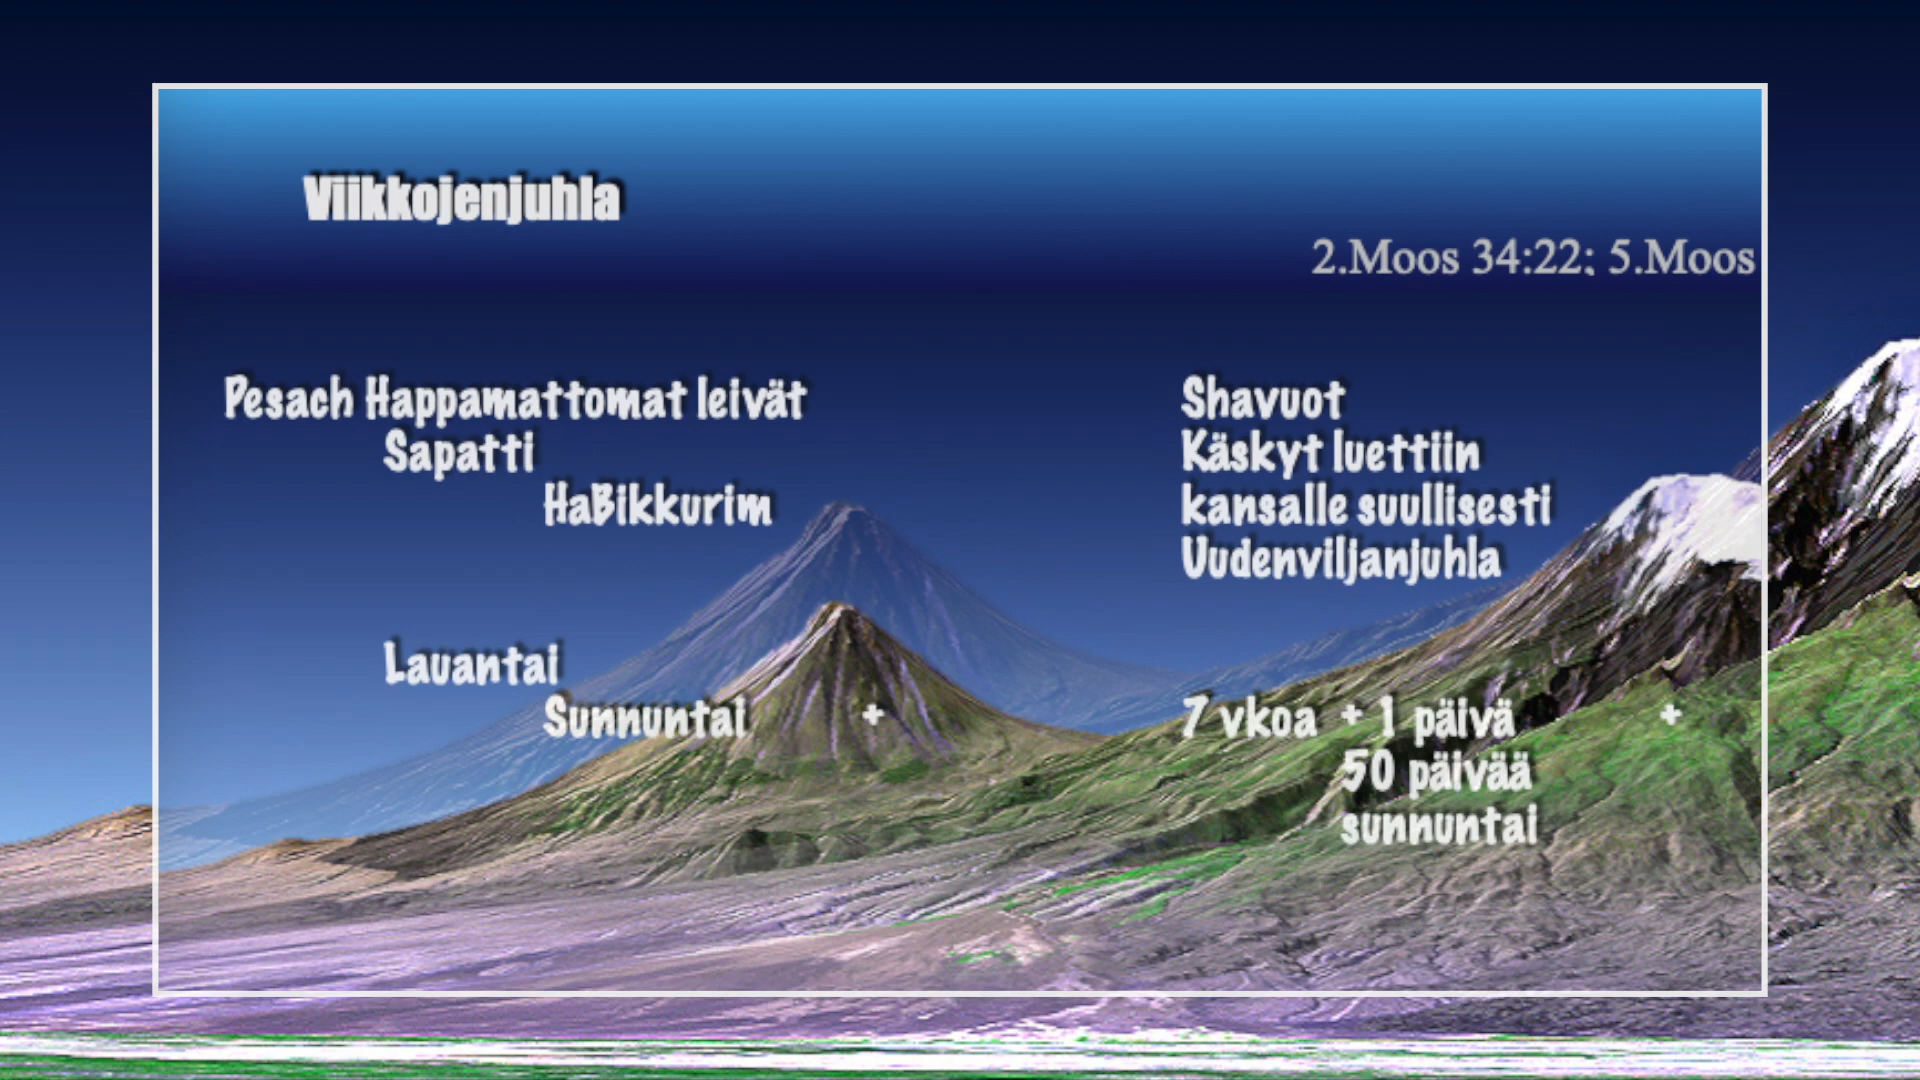 Viikkojenjuhla
2.Moos 34:22; 5.Moos
Pesach Happamattomat leivät
Sapatti
HaBikkurim
Shavuot
Käskyt luettiin
kansalle suullisesti
Uudenviljanjuhla
Lauantai
Sunnuntai +
7 vkoa + 1 päivä +
50 päivää
sunnuntai